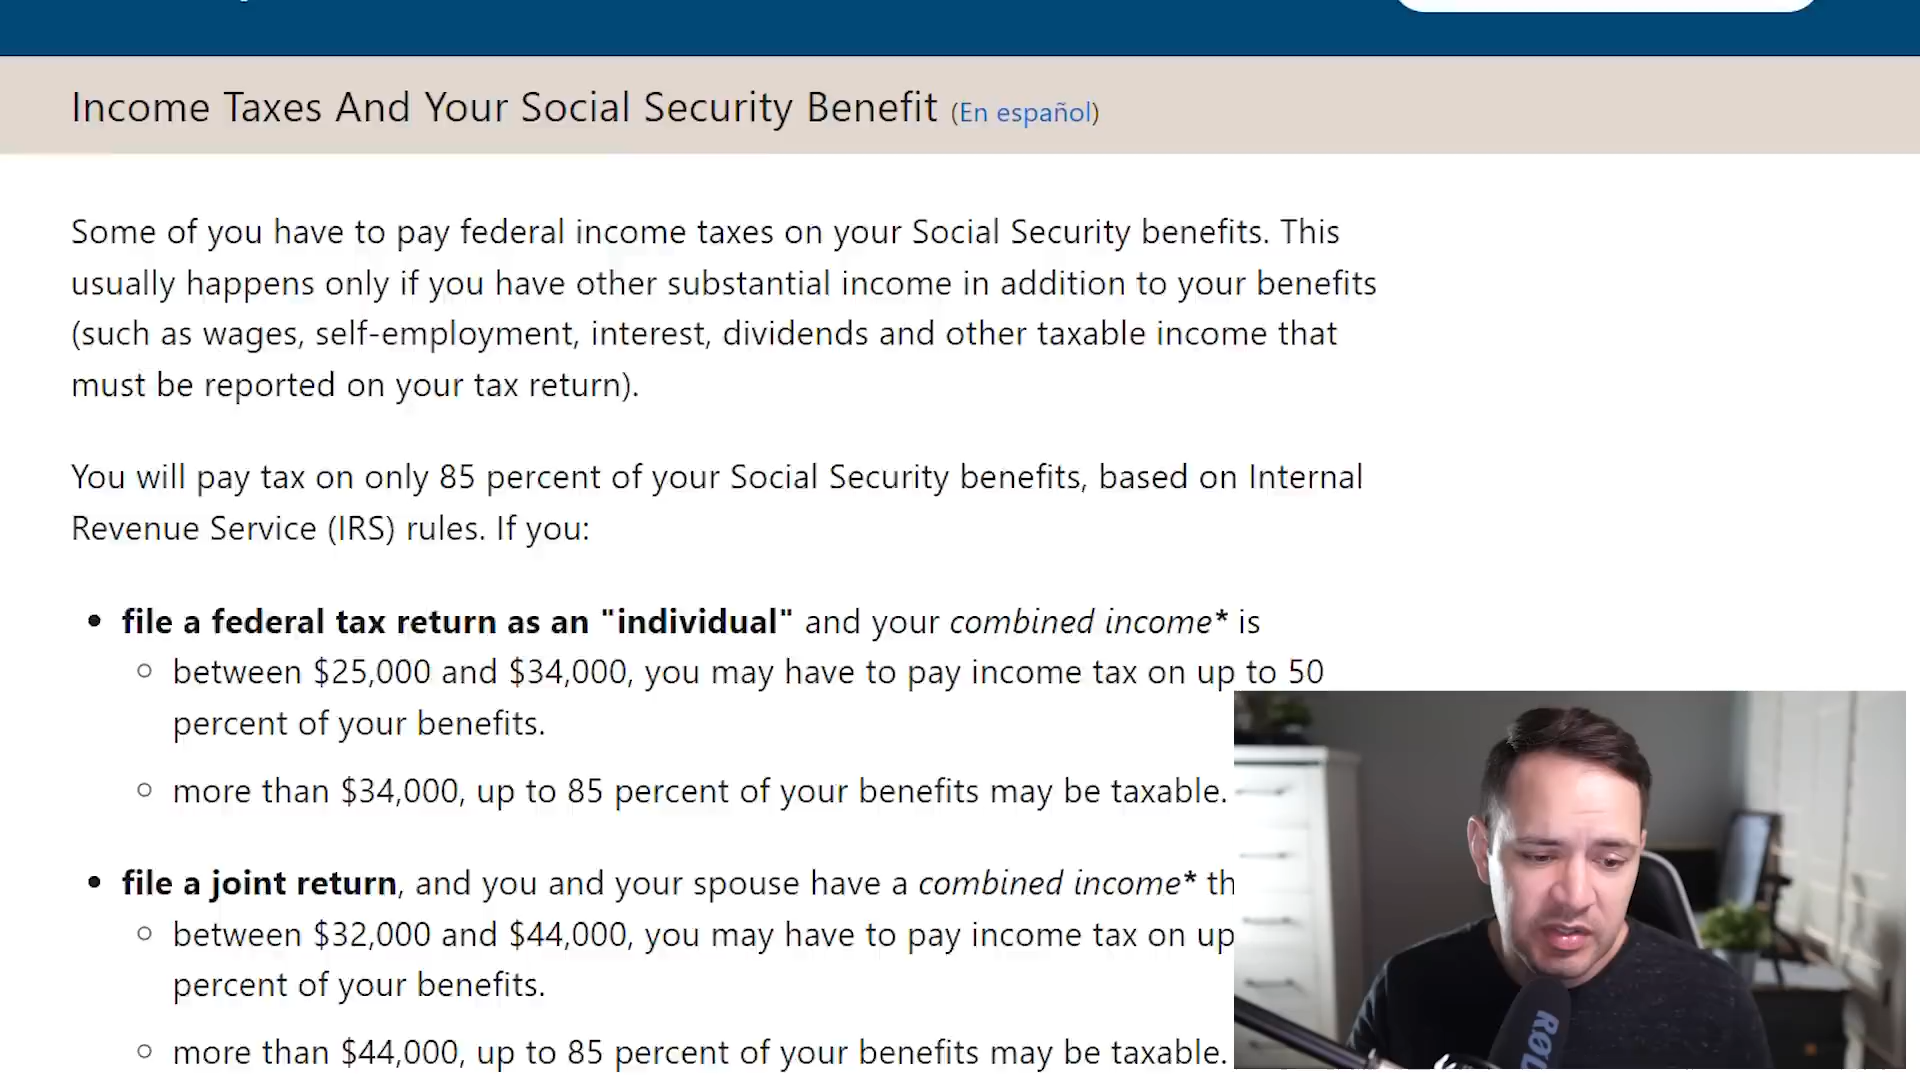 Income Taxes And Your Social Security Benefit (En español)
Some of you have to pay federal income taxes on your Social Security benefits. This
usually happens only if you have other substantial income in addition to your benefits
(such as wages, self-employment, interest, dividends and other taxable income that
must be reported on your tax return).
You will pay tax on only 85 percent of your Social Security benefits, based on Internal
Revenue Service (IRS) rules. If you:
• file a federal tax return as an "individual" and your combined income* is
○ between $25,000 and $34,000, you may have to pay income tax on up to 50
percent of your benefits.
○ more than $34,000, up to 85 percent of your benefits may be taxable.
• file a joint return, and you and your spouse have a combined income* th
○ between $32,000 and $44,000, you may have to pay income tax on up
percent of your benefits.
○ more than $44,000, up to 85 percent of your benefits may be taxable.